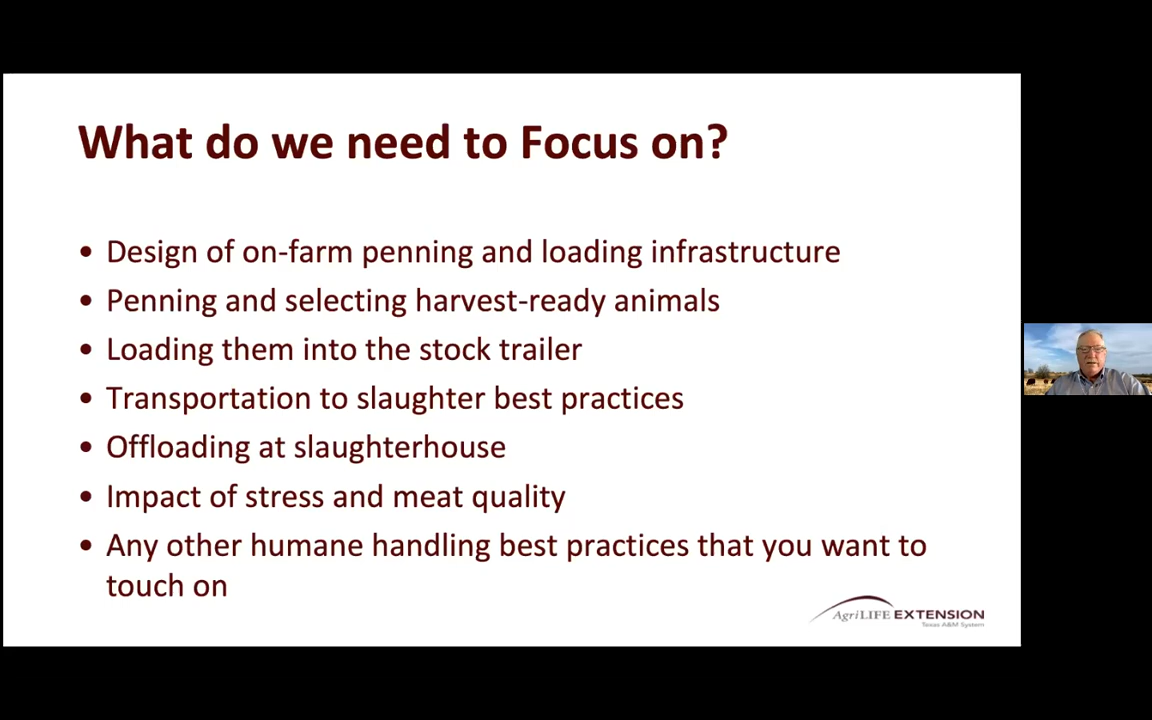 What do we need to Focus on?
• Design of on-farm penning and loading infrastructure
• Penning and selecting harvest-ready animals
• Loading them into the stock trailer
• Transportation to slaughter best practices
• Offloading at slaughterhouse
• Impact of stress and meat quality
• Any other humane handling best practices that you want to
touch on
AgriLIFE EXTENSION
Texas A&M System